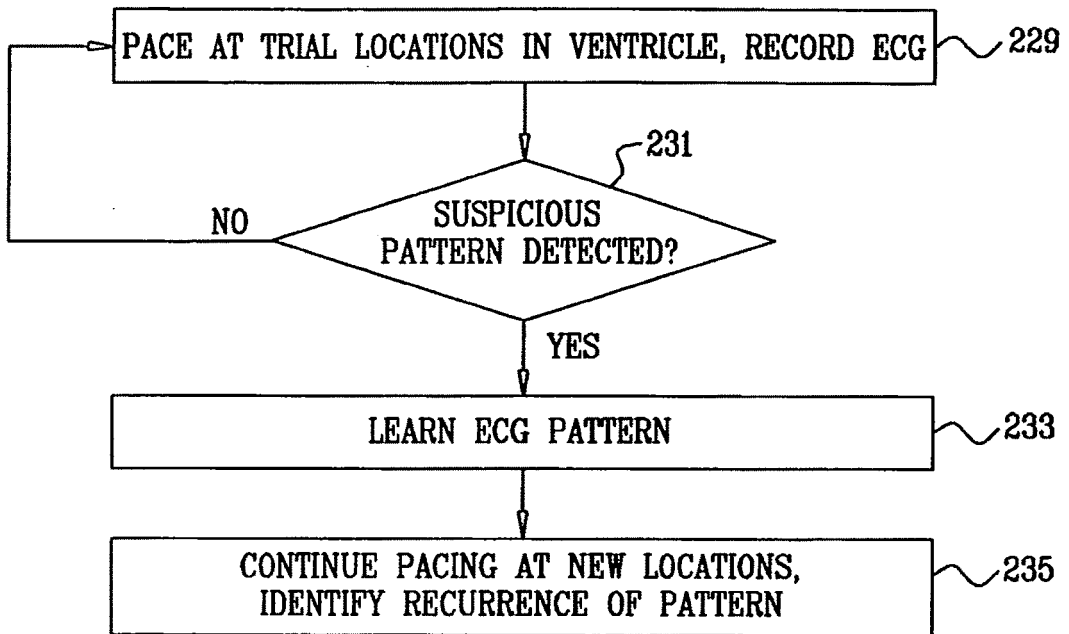 PACE AT TRIAL LOCATIONS IN VENTRICLE, RECORD ECG
229
231
SUSPICIOUS
PATTERN DETECTED?
NO
YES
LEARN ECG PATTERN
233
CONTINUE PACING AT NEW LOCATIONS,
IDENTIFY RECURRENCE OF PATTERN
235